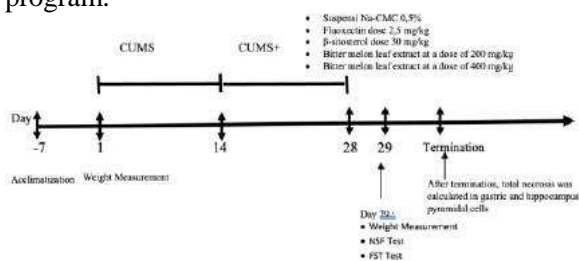 program.
• Suspensi Na-CMC 0,5%
• Fluoxectin dose 2,5 mg/kg
• β-sitosterol dose 30 mg/kg
• Bitter melon leaf extract at a dose of 200 mg/kg
• Bitter melon leaf extract at a dose of 400 mg/kg
CUMS
CUMS+
Day
-7
1
14
28
29
Termination
Acclimatization
Weight Measurement
After termination, total necrosis was
calculated in gastric and hippocampus
pyramidal cells
Day 29.:
• Weight Measurement
• NSF Test
• FST Test